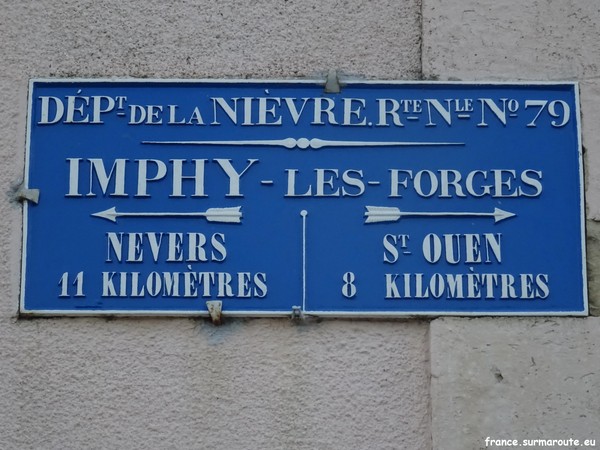 DÉPT DE LA NIÈVRE. RTE NLE NO 79
IMPHY - LES - FORGES
NEVERS
11 KILOMÈTRES
ST OUEN
8 KILOMÈTRES
france.surmaroute.eu